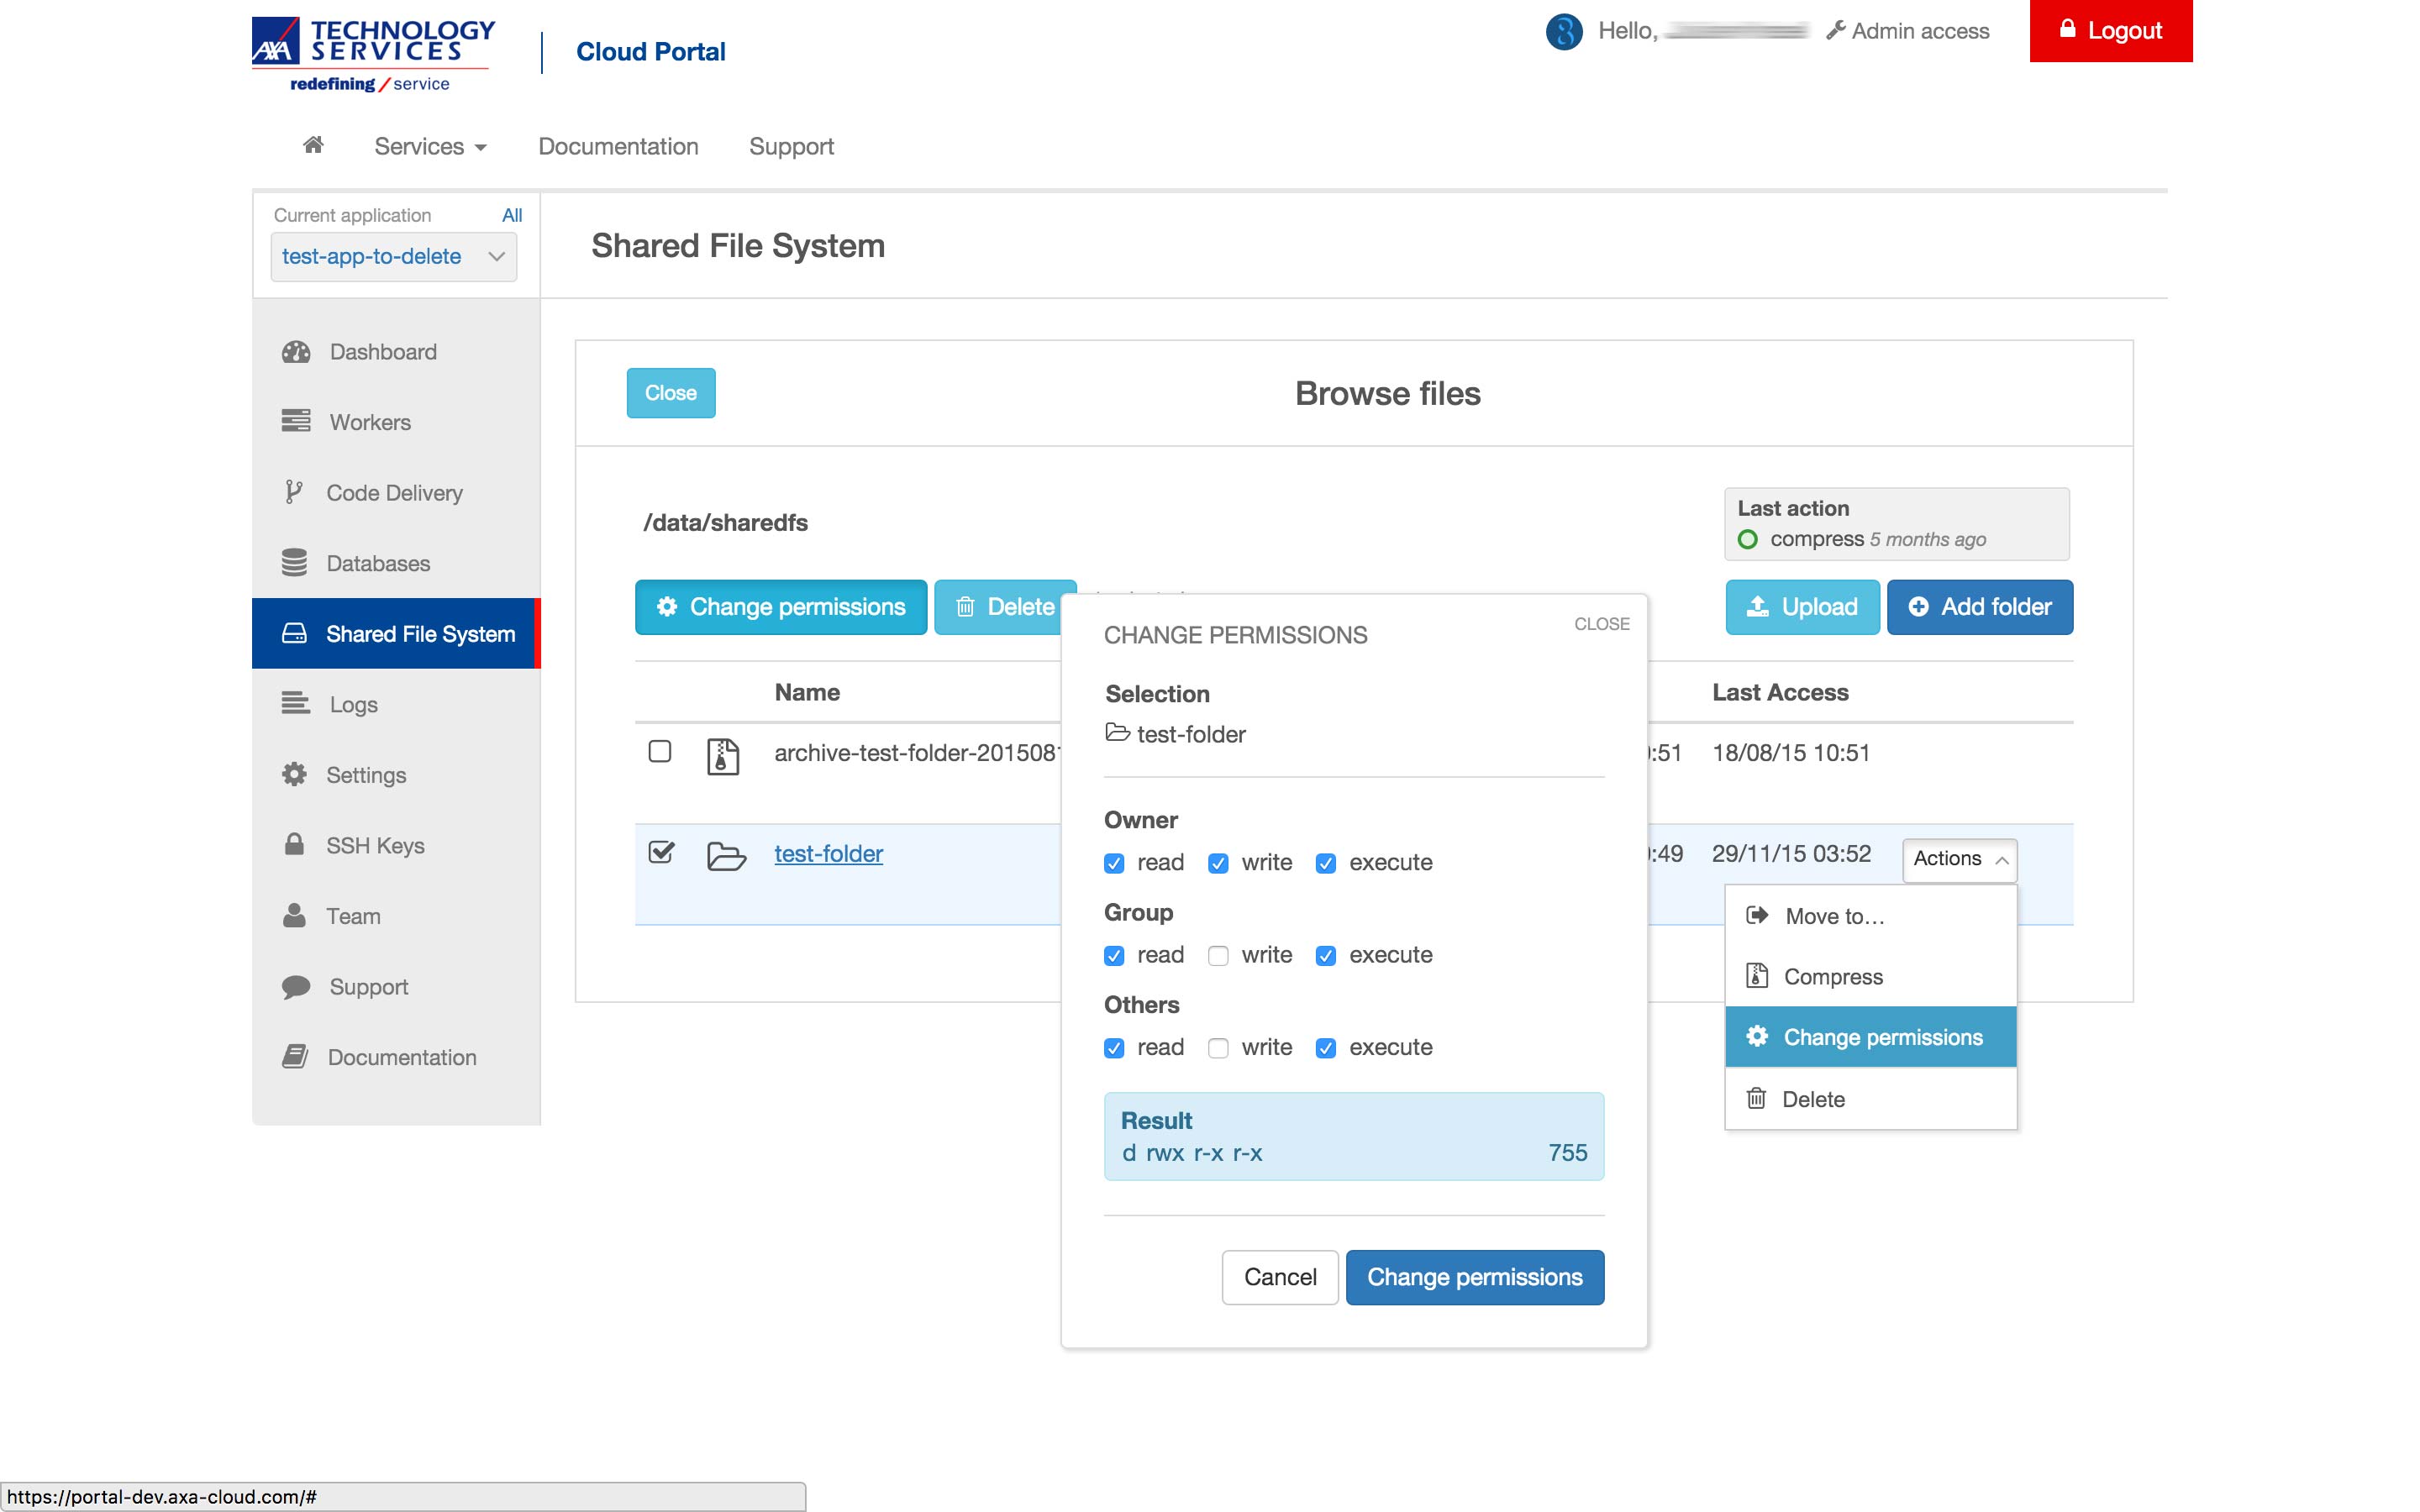 AXA TECHNOLOGY SERVICES
redefining / service
Cloud Portal
Hello,
Admin access
Logout
Services
Documentation
Support
Current application
All
test-app-to-delete
Shared File System
Dashboard
Workers
Code Delivery
Databases
Shared File System
Logs
Settings
SSH Keys
Team
Support
Documentation
Close
Browse files
/data/sharedfs
Last action
compress 5 months ago
Change permissions
Delete
Upload
Add folder
Name
Last Access
archive-test-folder-201508
:51
18/08/15 10:51
test-folder
:49
29/11/15 03:52
Actions
Move to…
Compress
Change permissions
Delete
CHANGE PERMISSIONS
CLOSE
Selection
test-folder
Owner
read write execute
Group
read write execute
Others
read write execute
Result
d rwx r-x r-x 755
Cancel
Change permissions
https://portal-dev.axa-cloud.com/#